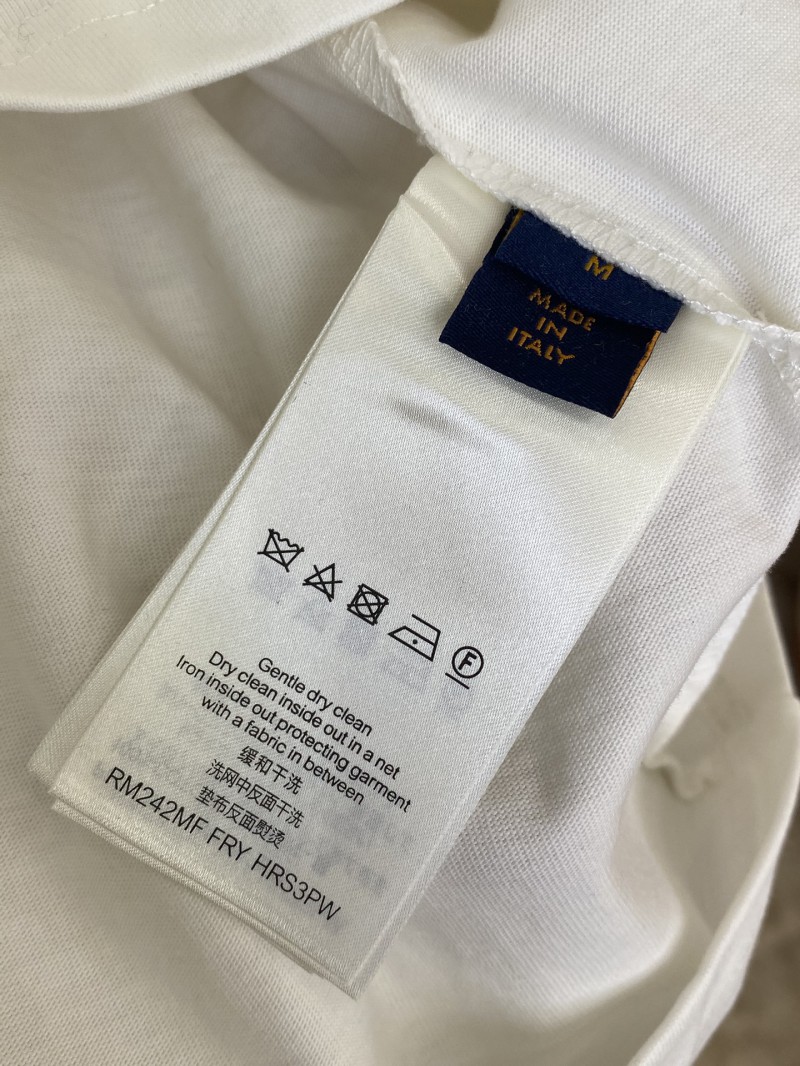 M
MADE
IN
ITALY
F
Gentle dry clean
Dry clean inside out in a net
Iron inside out protecting garment
with a fabric in between
缓和干洗
洗网中反面干洗
垫布反面熨烫
RM242MF FRY HRS3PW